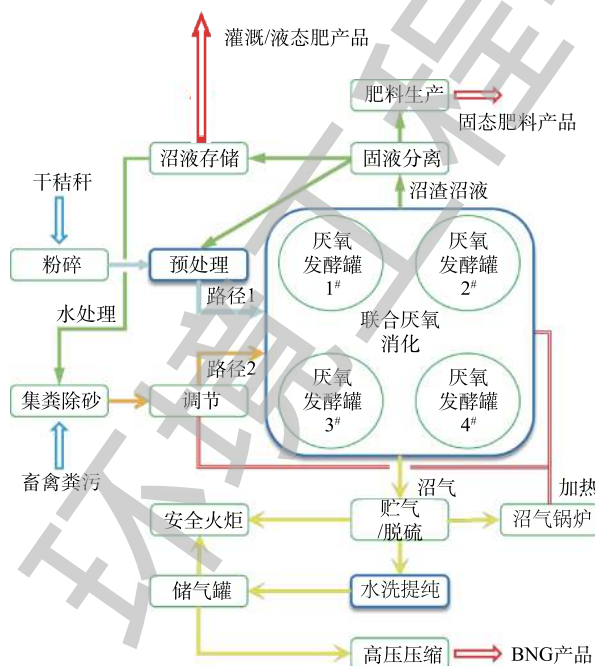 灌溉/液态肥产品
肥料生产
固态肥料产品
沼液存储
固液分离
沼渣沼液
干秸秆
粉碎
预处理
路径1
厌氧
发酵罐
1#
厌氧
发酵罐
2#
联合厌氧
消化
水处理
路径2
集粪除砂
调节
厌氧
发酵罐
3#
厌氧
发酵罐
4#
畜禽粪污
沼气
加热
安全火炬
贮气
/脱硫
沼气锅炉
储气罐
水洗提纯
高压压缩
BNG产品
环境工程